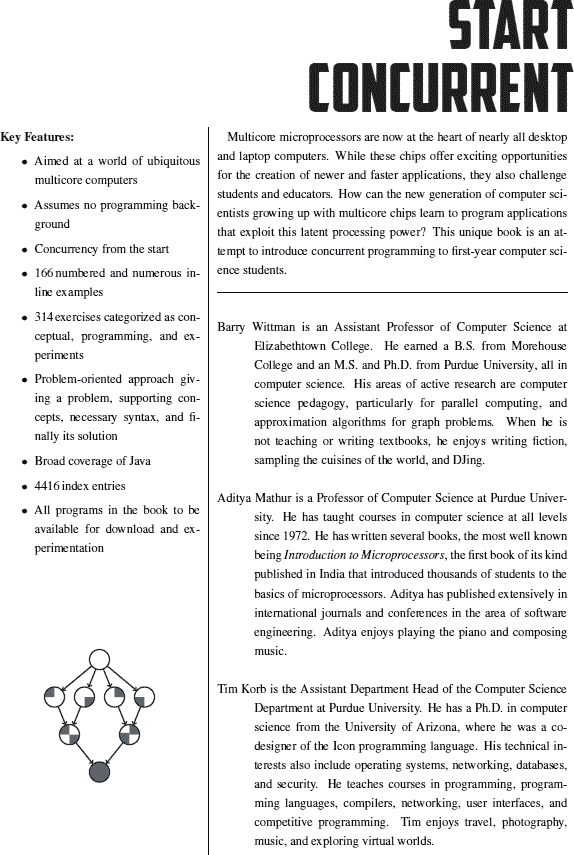 START
CONCURRENT
Key Features:
• Aimed at a world of ubiquitous
multicore computers
• Assumes no programming back-
ground
• Concurrency from the start
• 166 numbered and numerous in-
line examples
• 314 exercises categorized as con-
ceptual, programming, and ex-
periments
• Problem-oriented approach giv-
ing a problem, supporting con-
cepts, necessary syntax, and fi-
nally its solution
• Broad coverage of Java
• 4416 index entries
• All programs in the book to be
available for download and ex-
perimentation
Multicore microprocessors are now at the heart of nearly all desktop
and laptop computers. While these chips offer exciting opportunities
for the creation of newer and faster applications, they also challenge
students and educators. How can the new generation of computer sci-
entists growing up with multicore chips learn to program applications
that exploit this latent processing power? This unique book is an at-
tempt to introduce concurrent programming to first-year computer sci-
ence students.
Barry Wittman is an Assistant Professor of Computer Science at
Elizabethtown College. He earned a B.S. from Morehouse
College and an M.S. and Ph.D. from Purdue University, all in
computer science. His areas of active research are computer
science pedagogy, particularly for parallel computing, and
approximation algorithms for graph problems. When he is
not teaching or writing textbooks, he enjoys writing fiction,
sampling the cuisines of the world, and DJing.
Aditya Mathur is a Professor of Computer Science at Purdue Univer-
sity. He has taught courses in computer science at all levels
since 1972. He has written several books, the most well known
being Introduction to Microprocessors, the first book of its kind
published in India that introduced thousands of students to the
basics of microprocessors. Aditya has published extensively in
international journals and conferences in the area of software
engineering. Aditya enjoys playing the piano and composing
music.
Tim Korb is the Assistant Department Head of the Computer Science
Department at Purdue University. He has a Ph.D. in computer
science from the University of Arizona, where he was a co-
designer of the Icon programming language. His technical in-
terests also include operating systems, networking, databases,
and security. He teaches courses in programming, program-
ming languages, compilers, networking, user interfaces, and
competitive programming. Tim enjoys travel, photography,
music, and exploring virtual worlds.